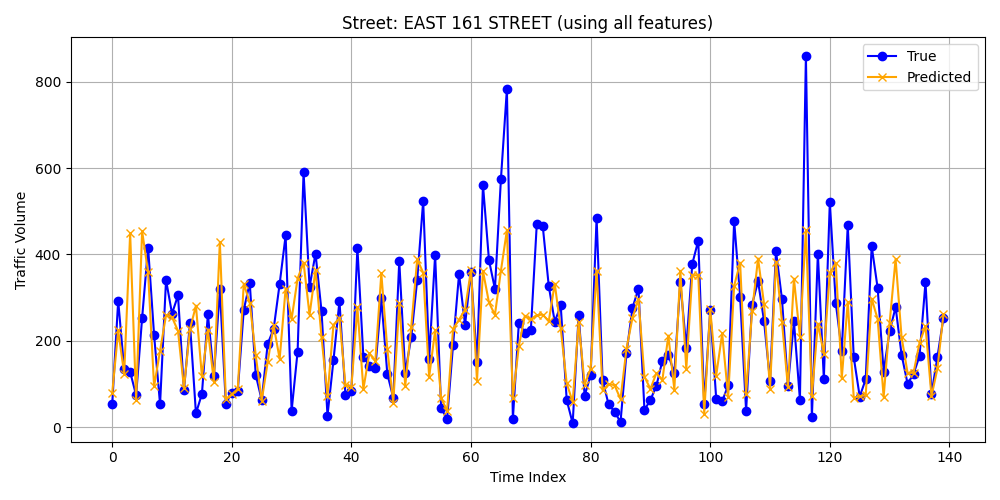 Street: EAST 161 STREET (using all features)
True
Predicted
Traffic Volume
800
600
400
200
0
0 20 40 60 80 100 120 140
Time Index